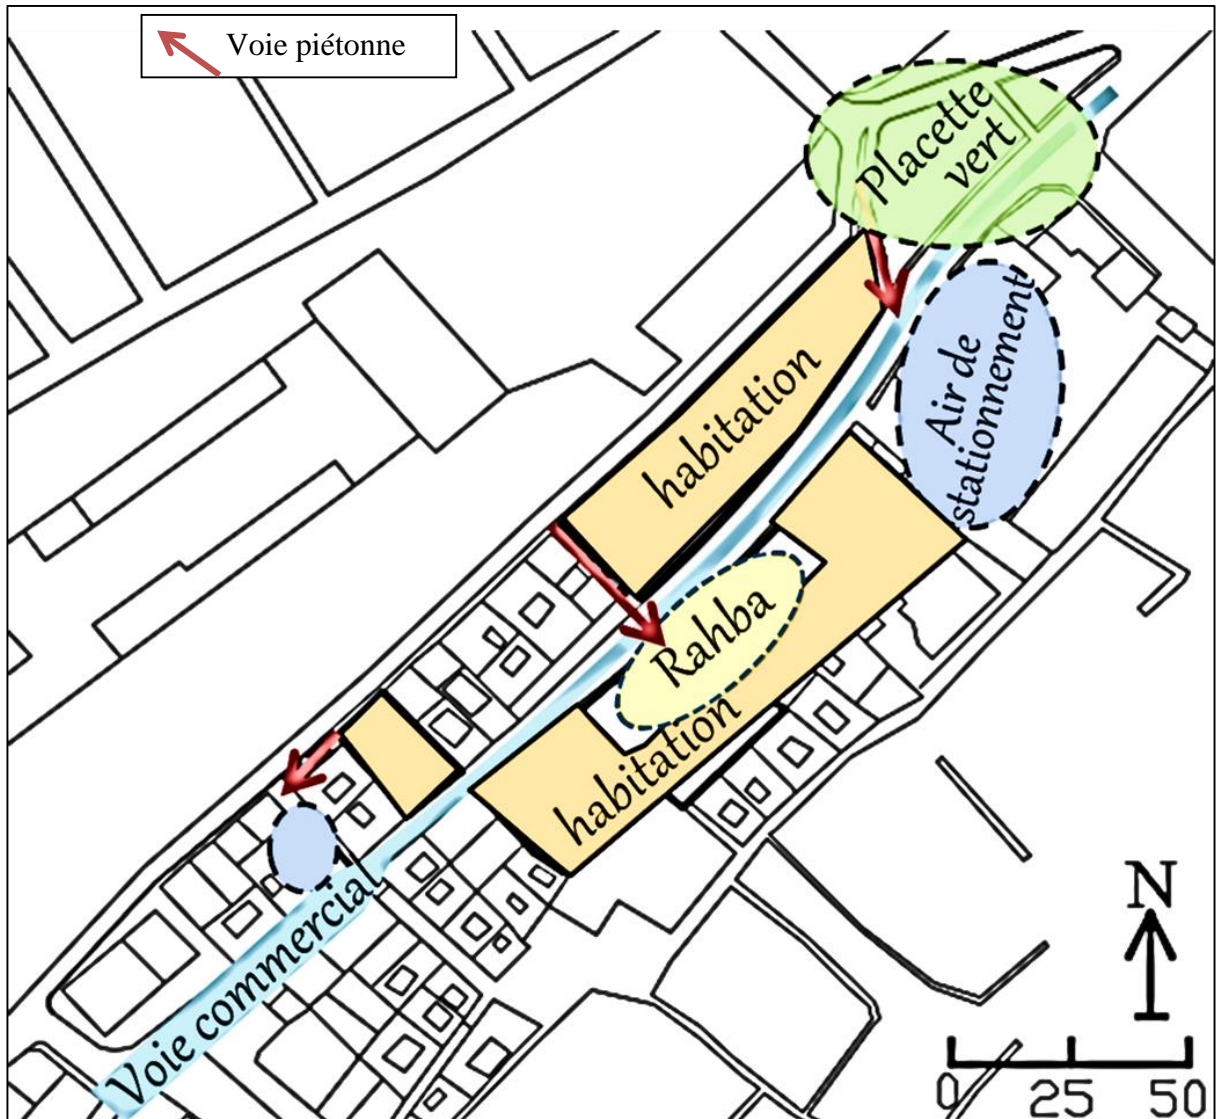 Voie piétonne
Placette
vert
Air de
stationnement
habitation
Rahba
habitation
Voie commercial
N
0 25 50